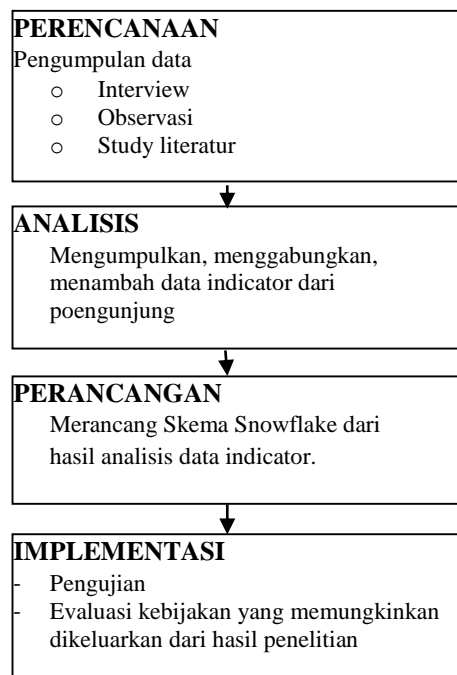 PERENCANAAN
Pengumpulan data
o Interview
o Observasi
o Study literatur
ANALISIS
Mengumpulkan, menggabungkan,
menambah data indicator dari
poengunjung
PERANCANGAN
Merancang Skema Snowflake dari
hasil analisis data indicator.
IMPLEMENTASI
- Pengujian
- Evaluasi kebijakan yang memungkinkan
dikeluarkan dari hasil penelitian